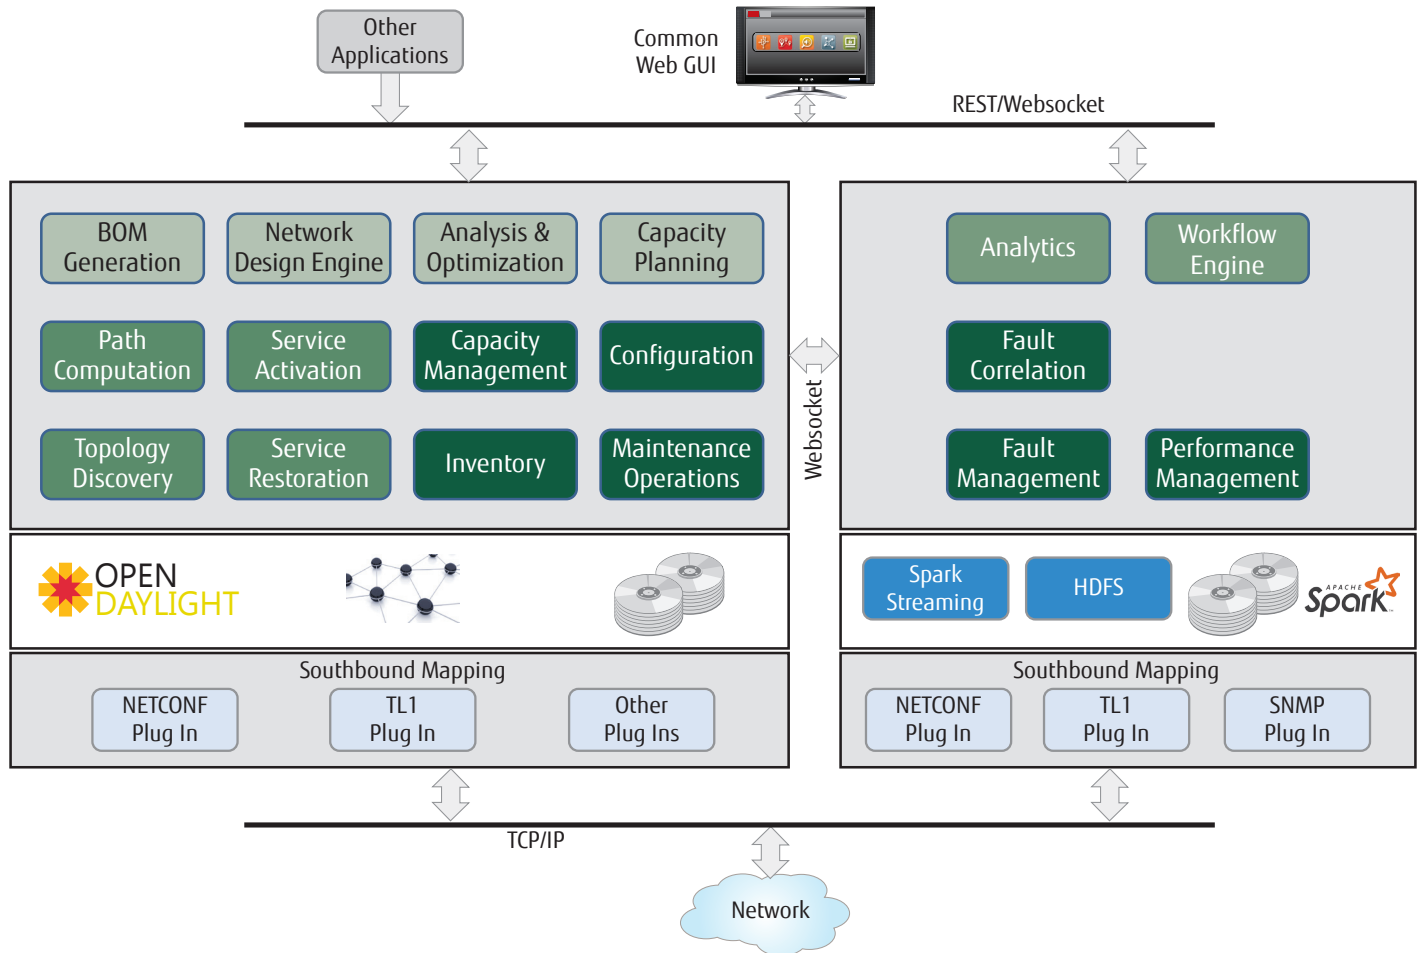 Other
Applications
Common
Web GUI
REST/Websocket
BOM
Generation
Network
Design Engine
Analysis &
Optimization
Capacity
Planning
Path
Computation
Service
Activation
Capacity
Management
Configuration
Topology
Discovery
Service
Restoration
Inventory
Maintenance
Operations
Websocket
Analytics
Workflow
Engine
Fault
Correlation
Fault
Management
Performance
Management
OPEN
DAYLIGHT
Spark
Streaming
HDFS
APACHE
Spark
Southbound Mapping
NETCONF
Plug In
TL1
Plug In
Other
Plug Ins
Southbound Mapping
NETCONF
Plug In
TL1
Plug In
SNMP
Plug In
TCP/IP
Network